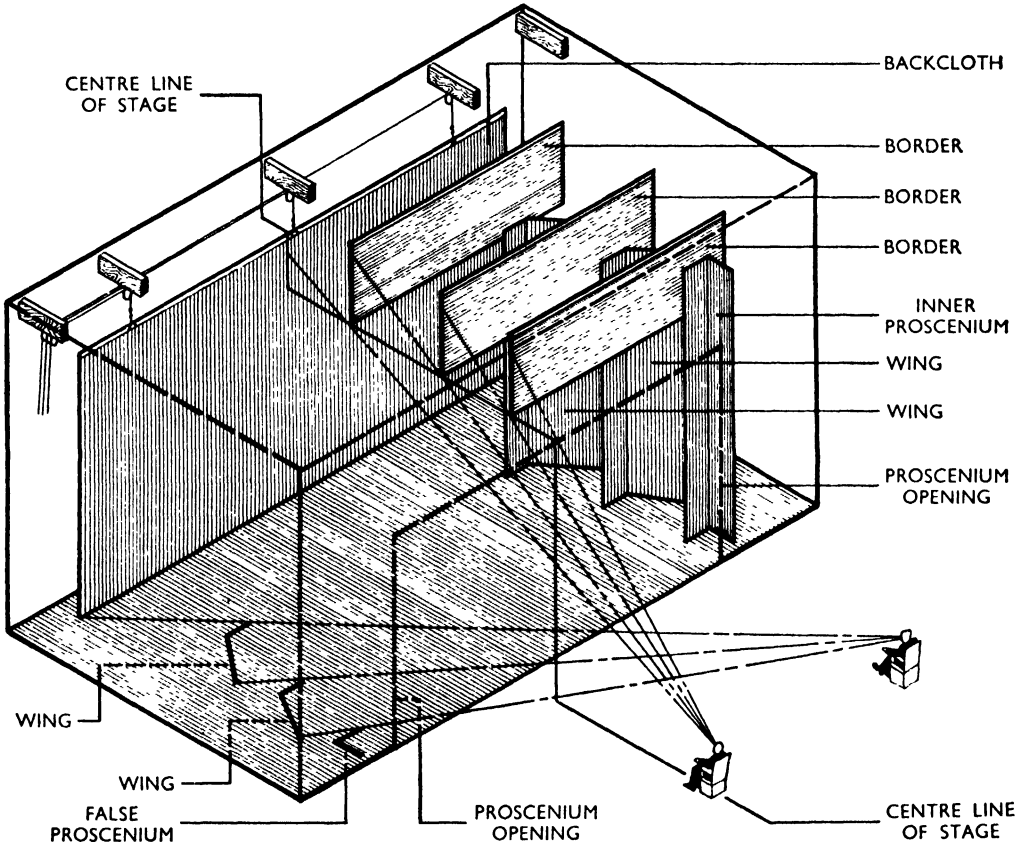 CENTRE LINE
OF STAGE
BACKCLOTH
BORDER
BORDER
BORDER
INNER
PROSCENIUM
WING
WING
PROSCENIUM
OPENING
WING
WING
FALSE
PROSCENIUM
PROSCENIUM
OPENING
CENTRE LINE
OF STAGE